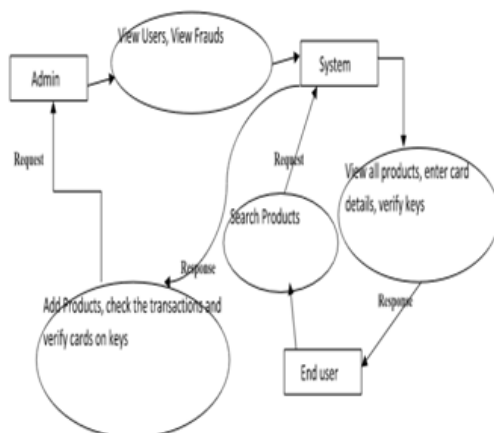 View Users, View Frauds
System
Admin
Request
Request
View all products, enter card
details, verify keys
Search Products
Response
Add Products, check the transactions and
verify cards on keys
Response
End user